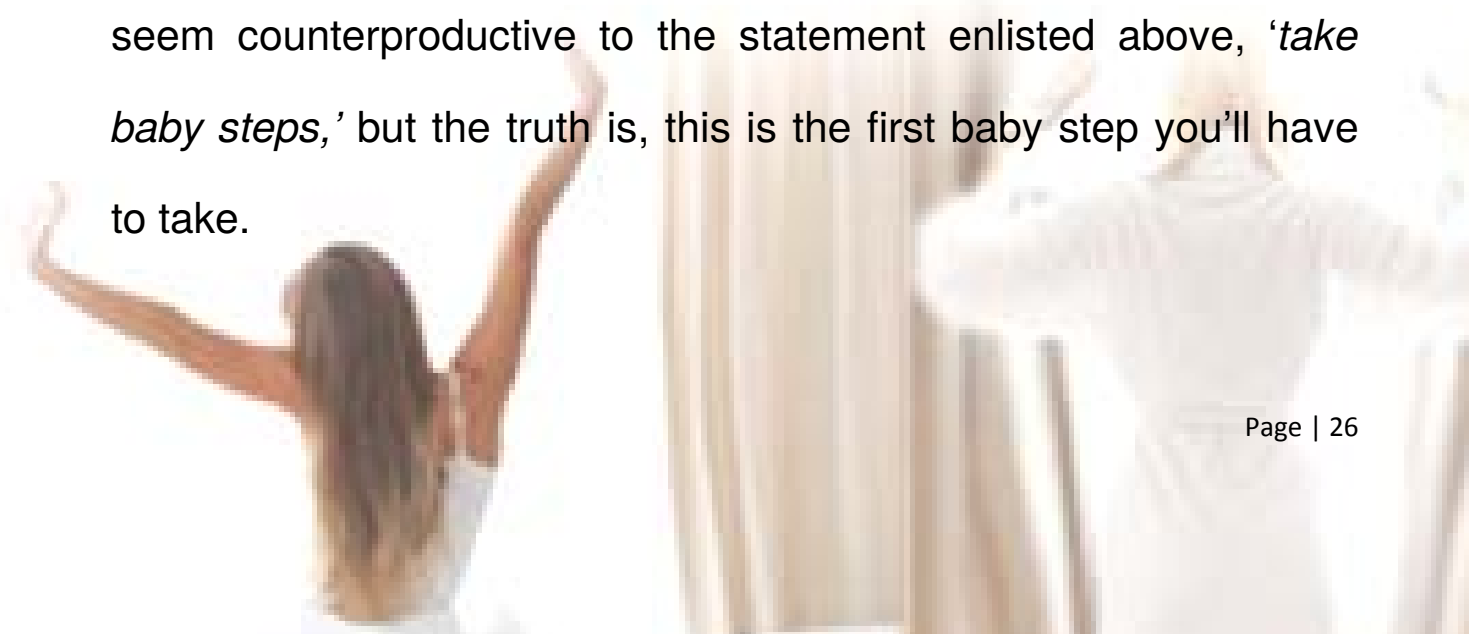 seem counterproductive to the statement enlisted above, ‘take
baby steps,’ but the truth is, this is the first baby step you’ll have
to take.
Page | 26